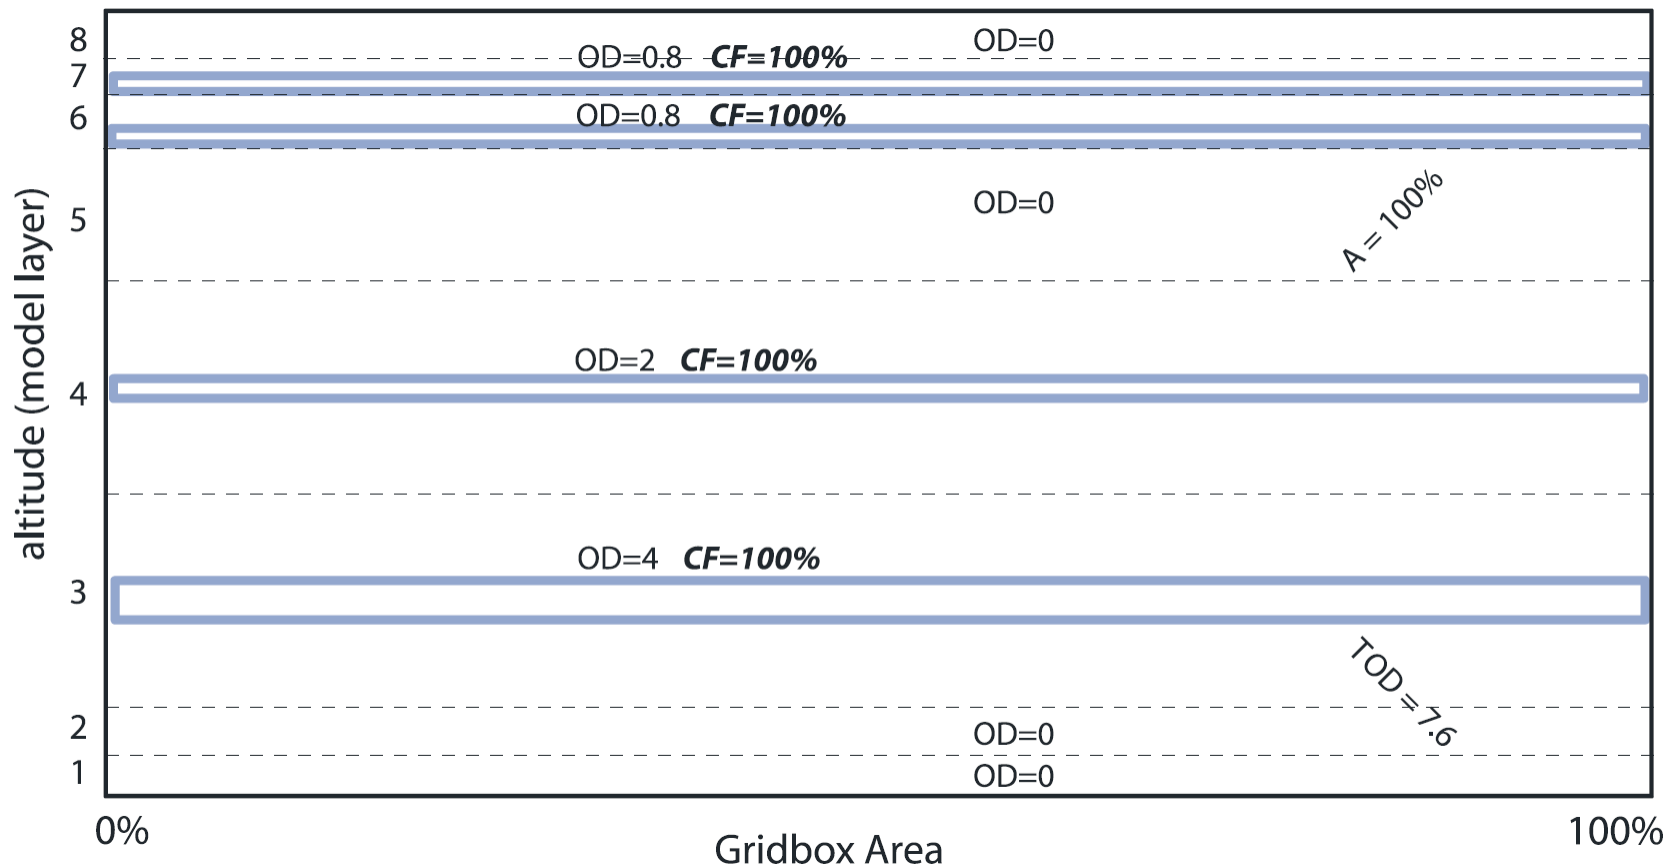 8
OD=0
OD=0.8 CF=100%
7
6
OD=0.8 CF=100%
5
OD=0
A = 100%
altitude (model layer)
OD=2 CF=100%
4
OD=4 CF=100%
3
TOD = 7.6
2
OD=0
1
OD=0
0%
Gridbox Area
100%